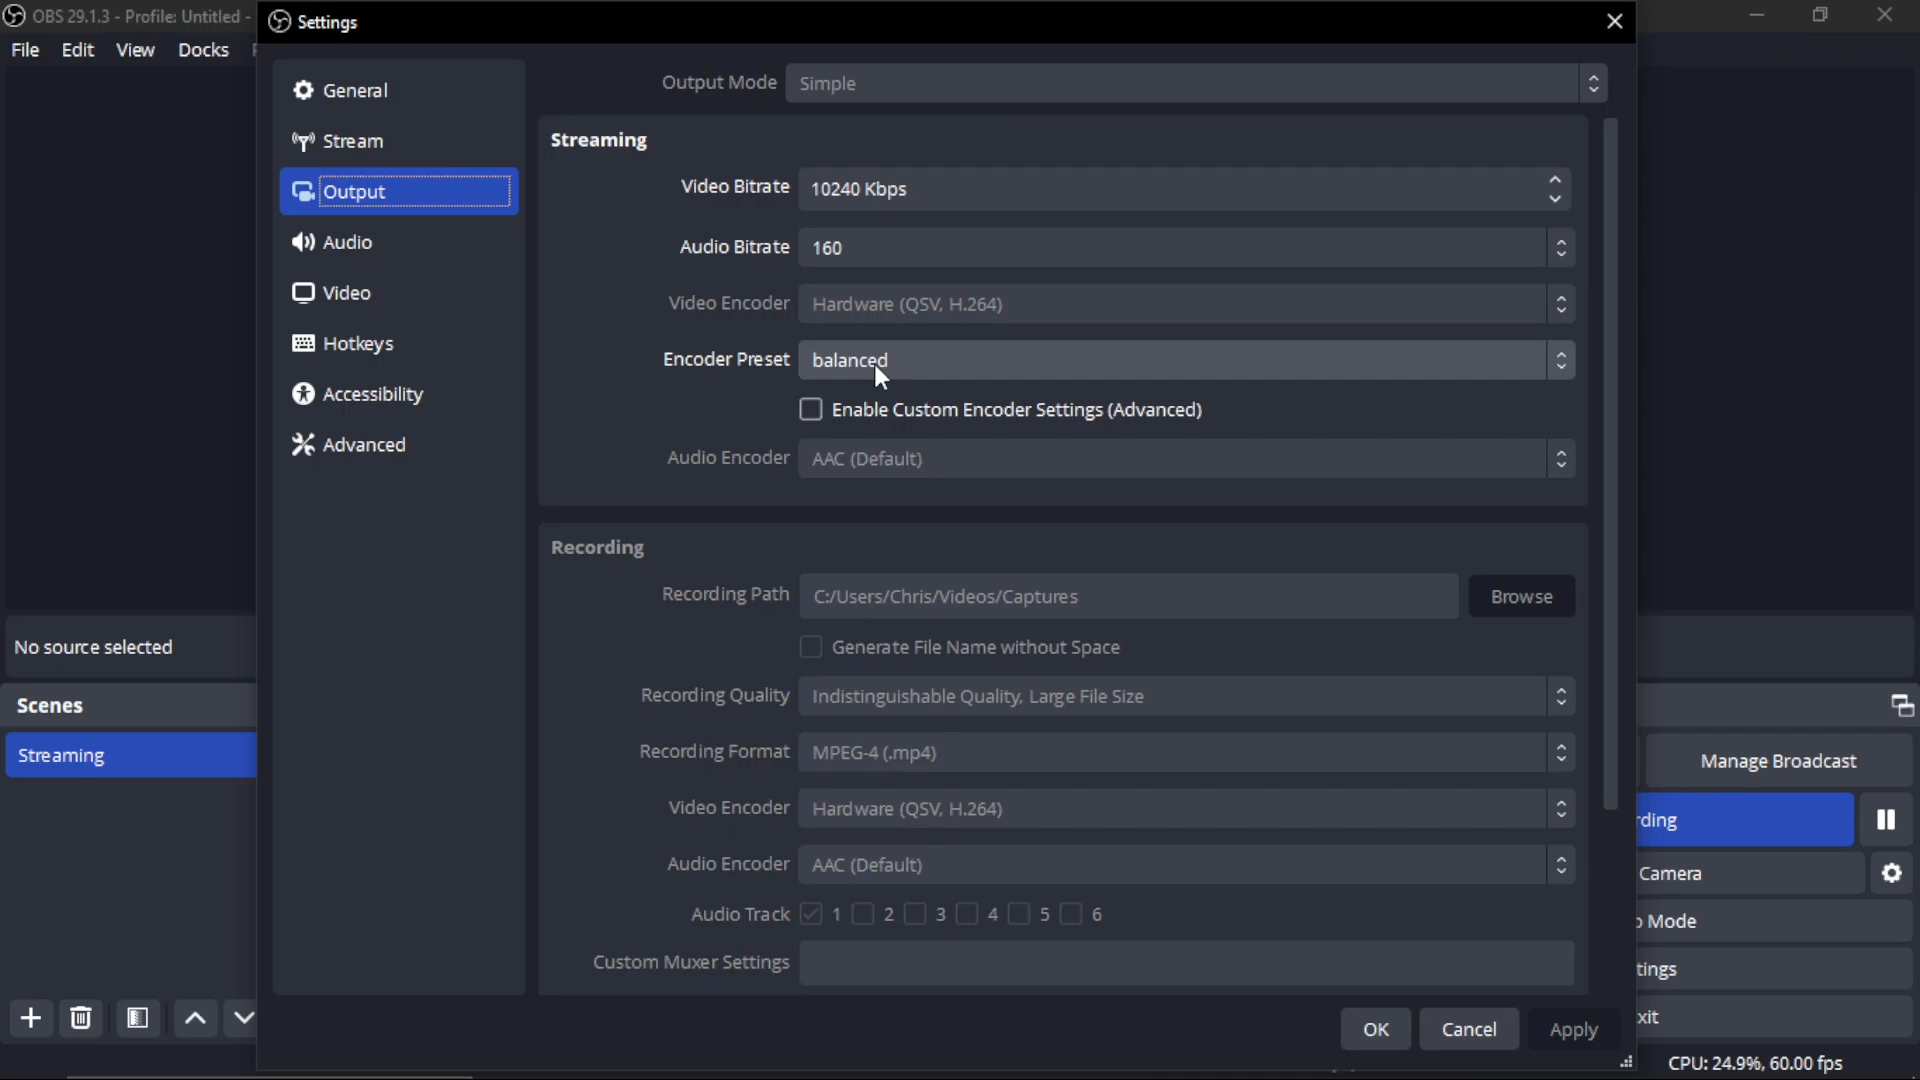 OBS 29.1.3 - Profile: Untitled -
File Edit View Docks
Settings
General
Stream
Output
Audio
Video
Hotkeys
Accessibility
Advanced
Output Mode Simple
Streaming
Video Bitrate 10240 Kbps
Audio Bitrate 160
Video Encoder Hardware (QSV, H.264)
Encoder Preset balanced
Enable Custom Encoder Settings (Advanced)
Audio Encoder AAC (Default)
Recording
Recording Path C:/Users/Chris/Videos/Captures Browse
Generate File Name without Space
Recording Quality Indistinguishable Quality, Large File Size
Recording Format MPEG-4 (.mp4)
Video Encoder Hardware (QSV, H.264)
Audio Encoder AAC (Default)
Audio Track 1 2 3 4 5 6
Custom Muxer Settings
OK Cancel Apply
No source selected
Scenes
Streaming
Manage Broadcast
rding
Camera
o Mode
tings
xit
CPU: 24.9%, 60.00 fps